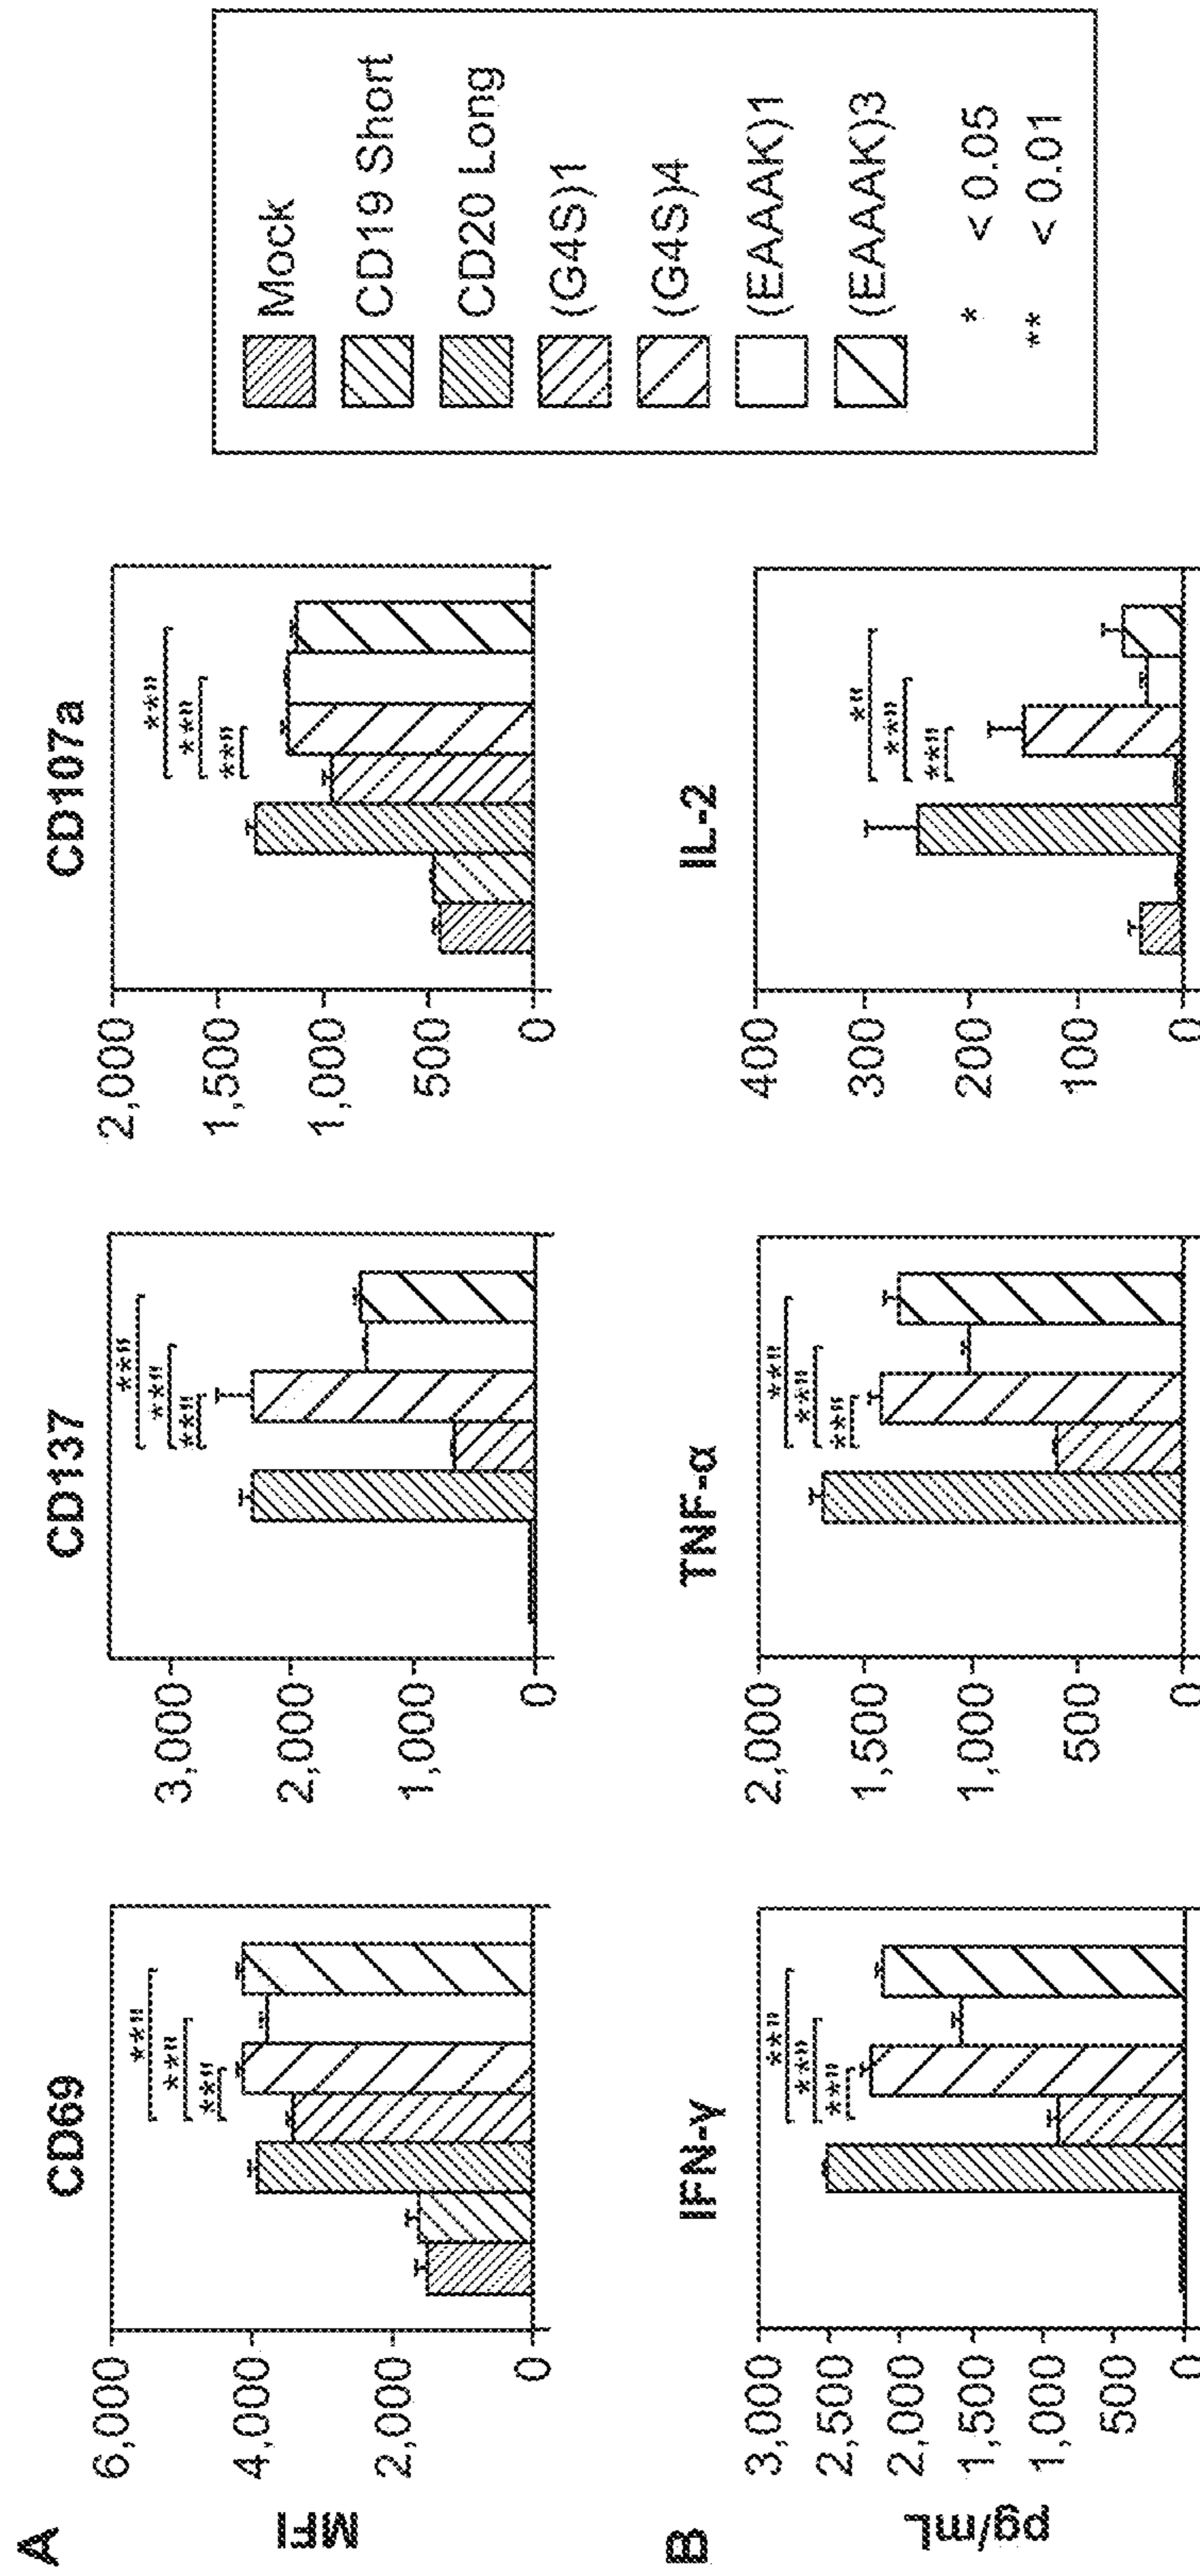 A
CD69
CD137
CD107a
MFI
6,000
4,000
2,000
0
**"
**"
**"
3,000
2,000
1,000
0
**"
**"
**"
2,000
1,500
1,000
500
0
**"
**"
**"
Mock
CD19 Short
CD20 Long
(G4S)1
(G4S)4
(EAAAK)1
(EAAAK)3
* < 0.05
** < 0.01
B
IFN-γ
TNF-α
IL-2
pg/mL
3,000
2,500
2,000
1,500
1,000
500
0
**"
**"
**"
2,000
1,500
1,000
500
0
**"
**"
**"
400
300
200
100
0
*"
**"
**"